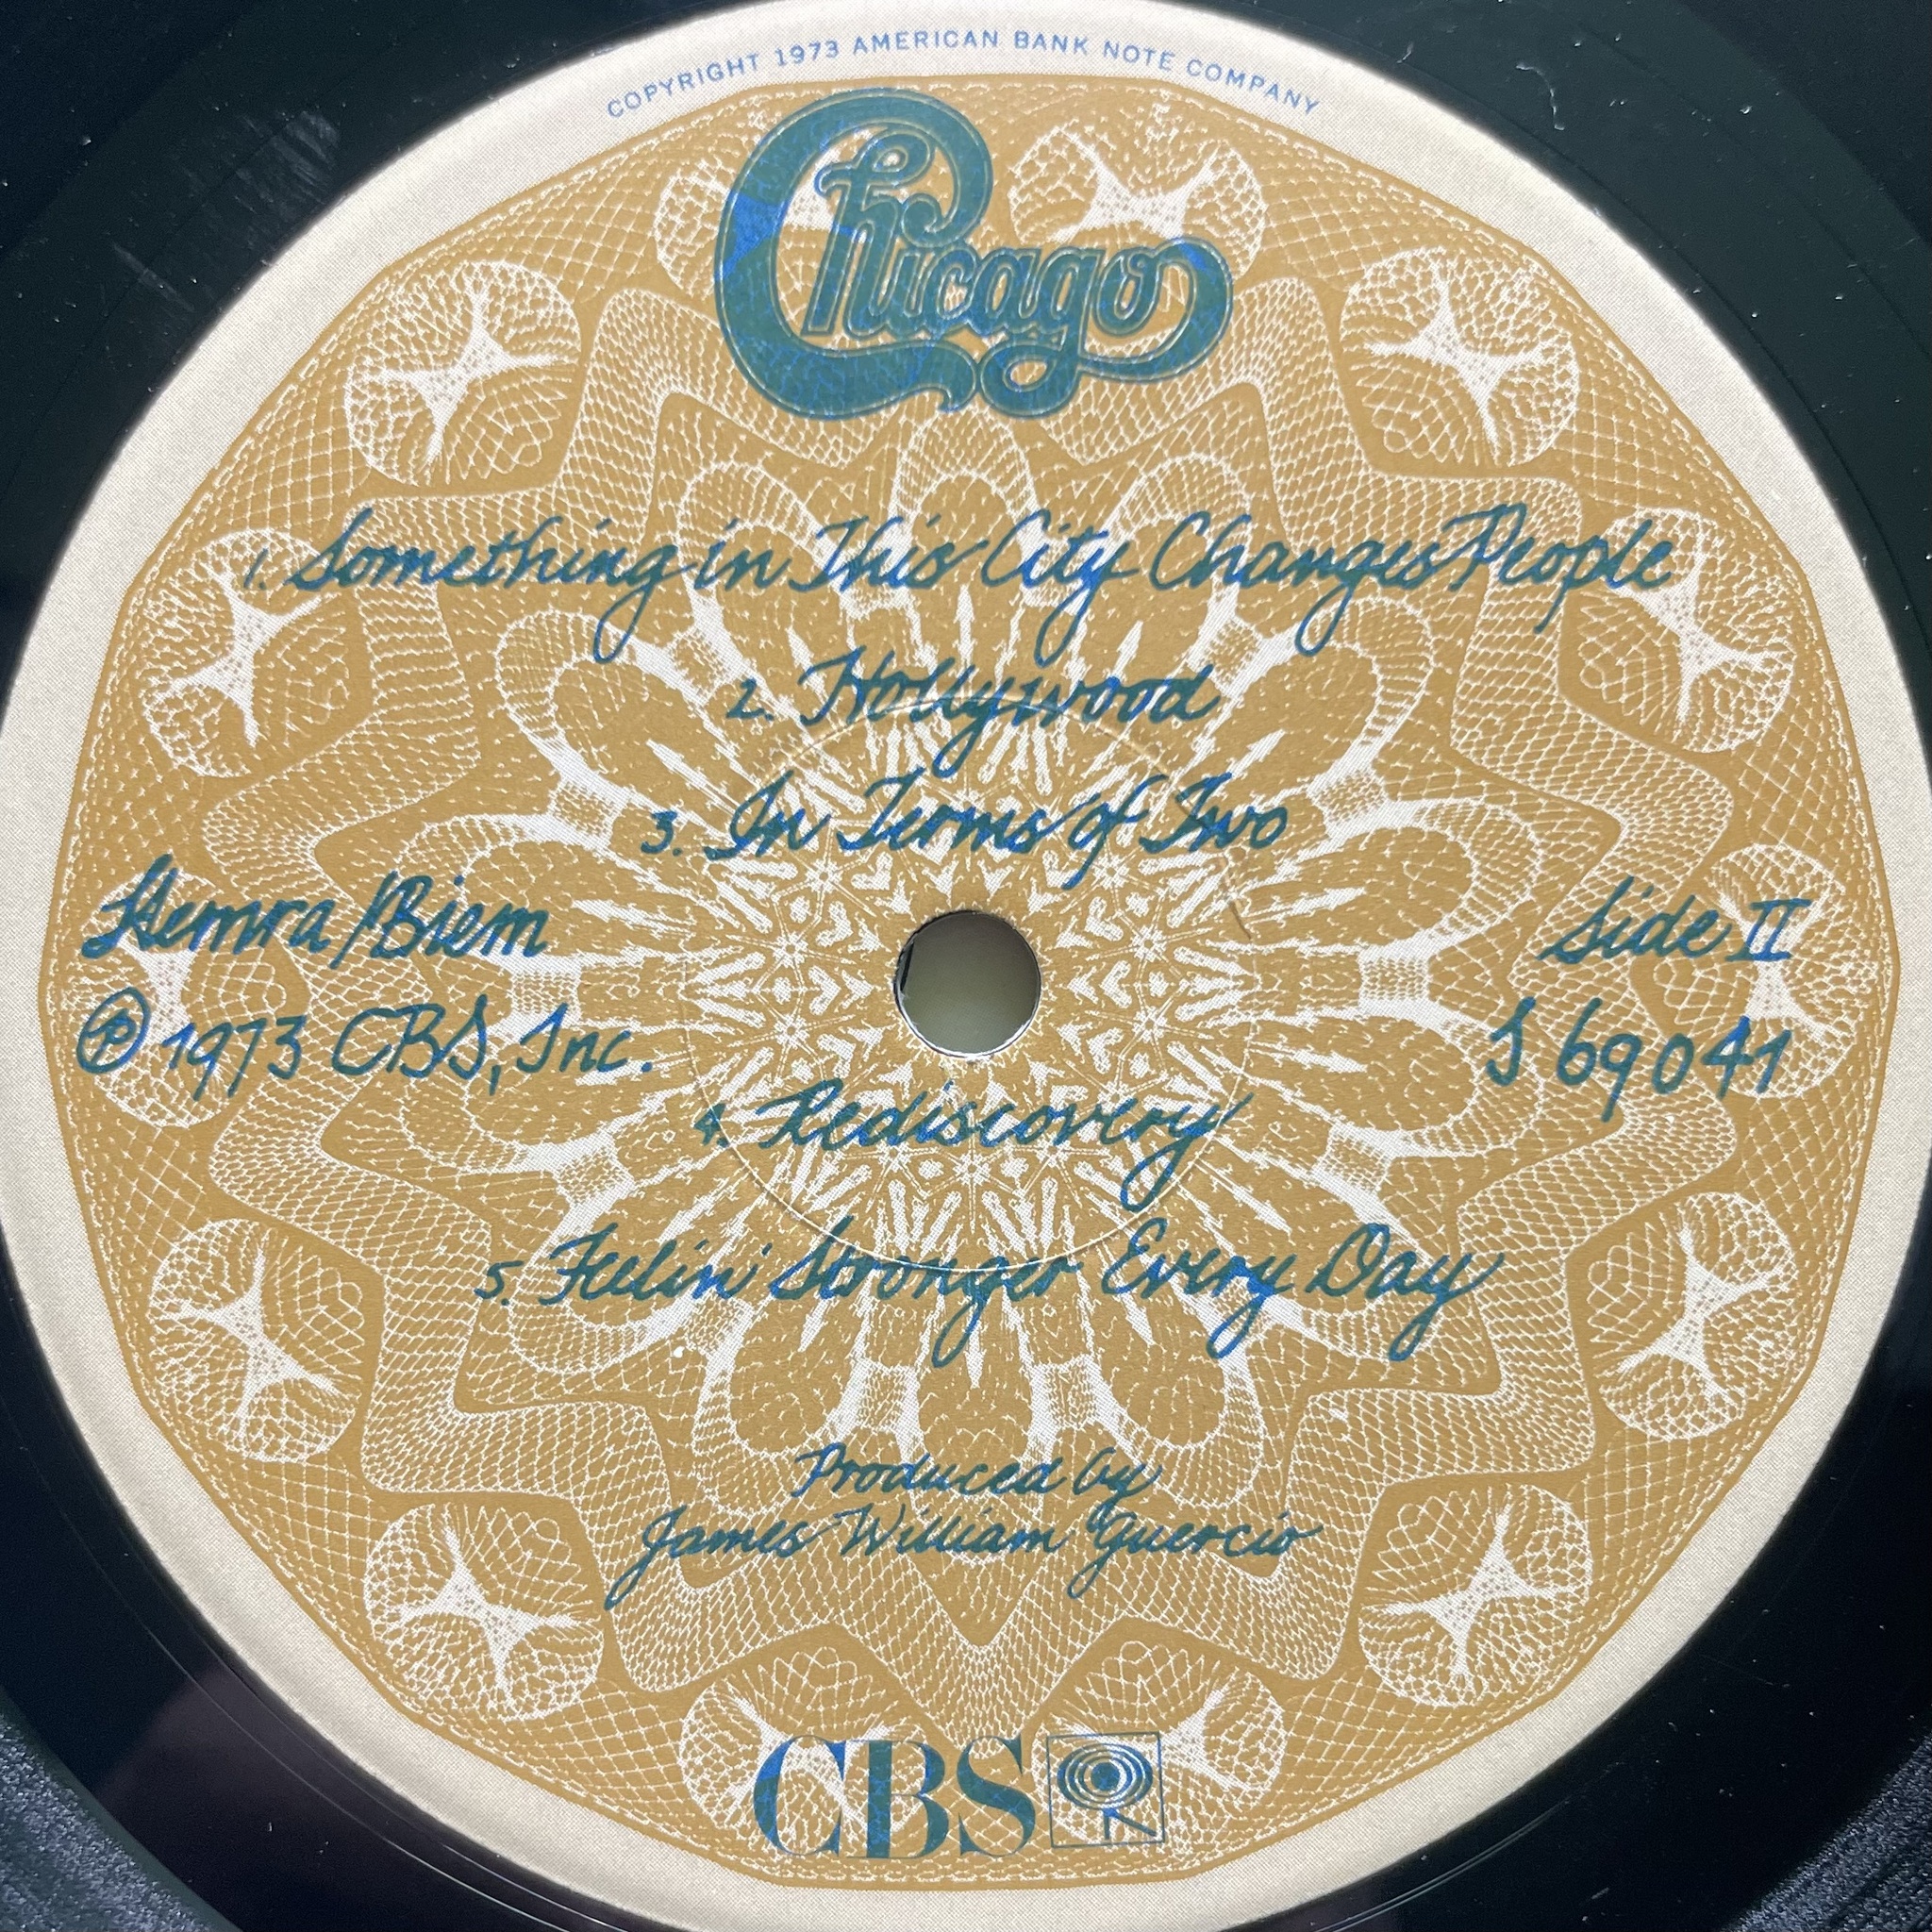 COPYRIGHT 1973 AMERICAN BANK NOTE COMPANY
Chicago
1. Something in This City Changes People
2. Hollywood
3. In Terms of Two
Stemra/Biem
Side II
Ⓟ 1973 CBS, Inc.
S 69041
4. Rediscovery
5. Feelin' Stronger Every Day
Produced by
James William Guercio
CBS